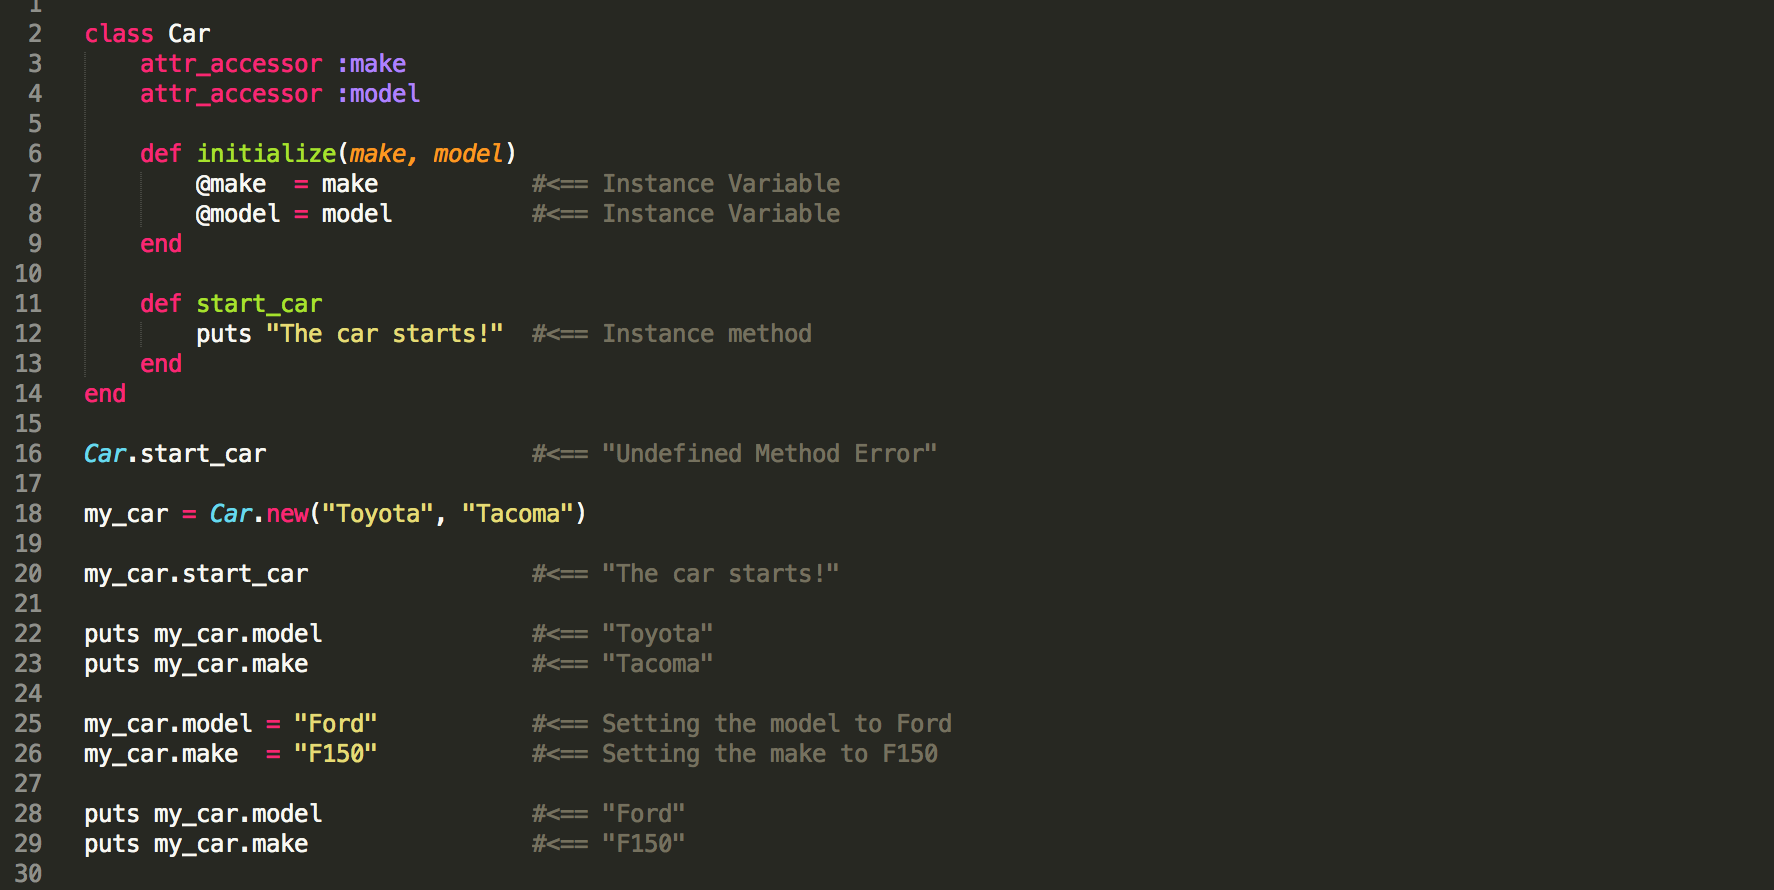 1
2 class Car
3     attr_accessor :make
4     attr_accessor :model
5
6     def initialize(make, model)
7         @make  = make           #<== Instance Variable
8         @model = model          #<== Instance Variable
9     end
10
11     def start_car
12         puts "The car starts!"  #<== Instance method
13     end
14 end
15
16 Car.start_car                   #<== "Undefined Method Error"
17
18 my_car = Car.new("Toyota", "Tacoma")
19
20 my_car.start_car                #<== "The car starts!"
21
22 puts my_car.model               #<== "Toyota"
23 puts my_car.make                #<== "Tacoma"
24
25 my_car.model = "Ford"           #<== Setting the model to Ford
26 my_car.make  = "F150"           #<== Setting the make to F150
27
28 puts my_car.model               #<== "Ford"
29 puts my_car.make                #<== "F150"
30